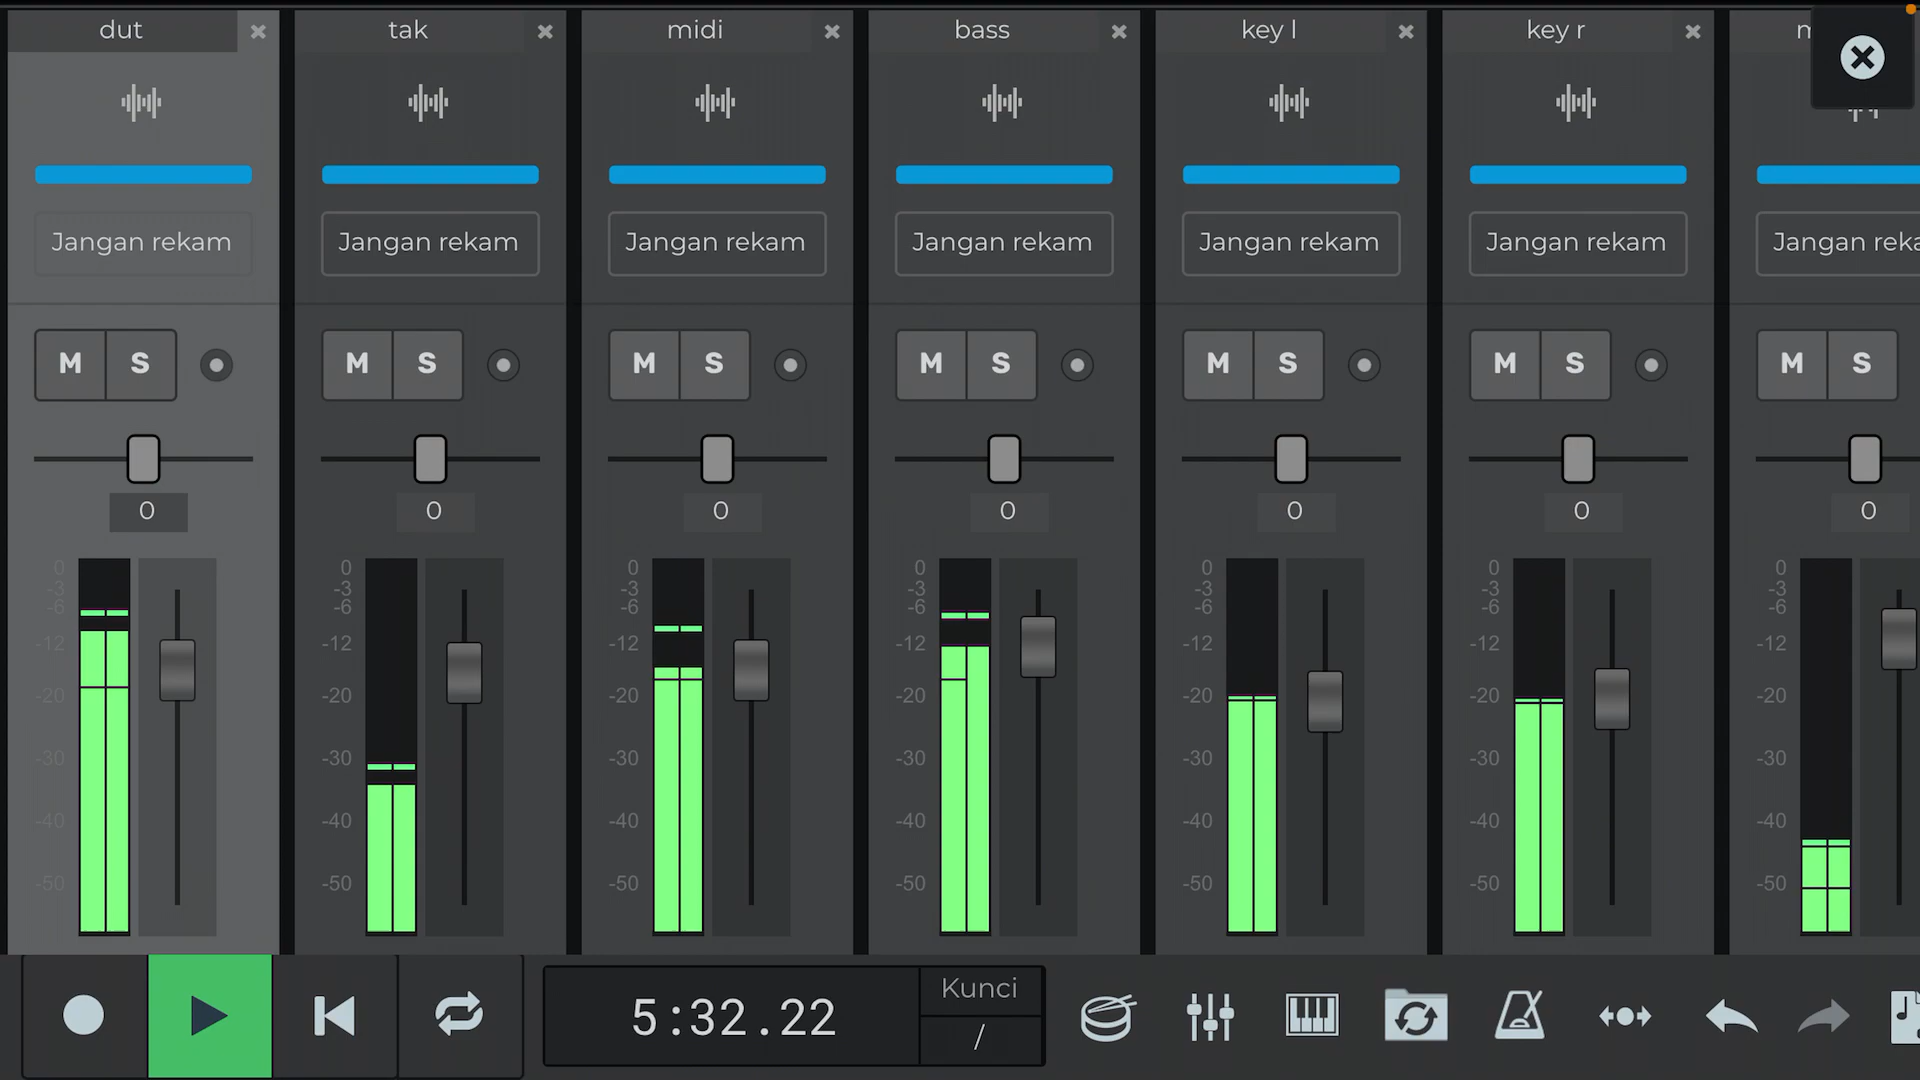 dut tak midi bass key l key r m
Jangan rekam Jangan rekam Jangan rekam Jangan rekam Jangan rekam Jangan rekam Jangan reka
M S M S M S M S M S M S M S
0 0 0 0 0 0 0
0 0 0 0 0 0 0
-3 -3 -3 -3 -3 -3 -3
-6 -6 -6 -6 -6 -6 -6
-12 -12 -12 -12 -12 -12 -12
-20 -20 -20 -20 -20 -20 -20
-30 -30 -30 -30 -30 -30 -30
-40 -40 -40 -40 -40 -40 -40
-50 -50 -50 -50 -50 -50 -50
5:32.22 Kunci
/